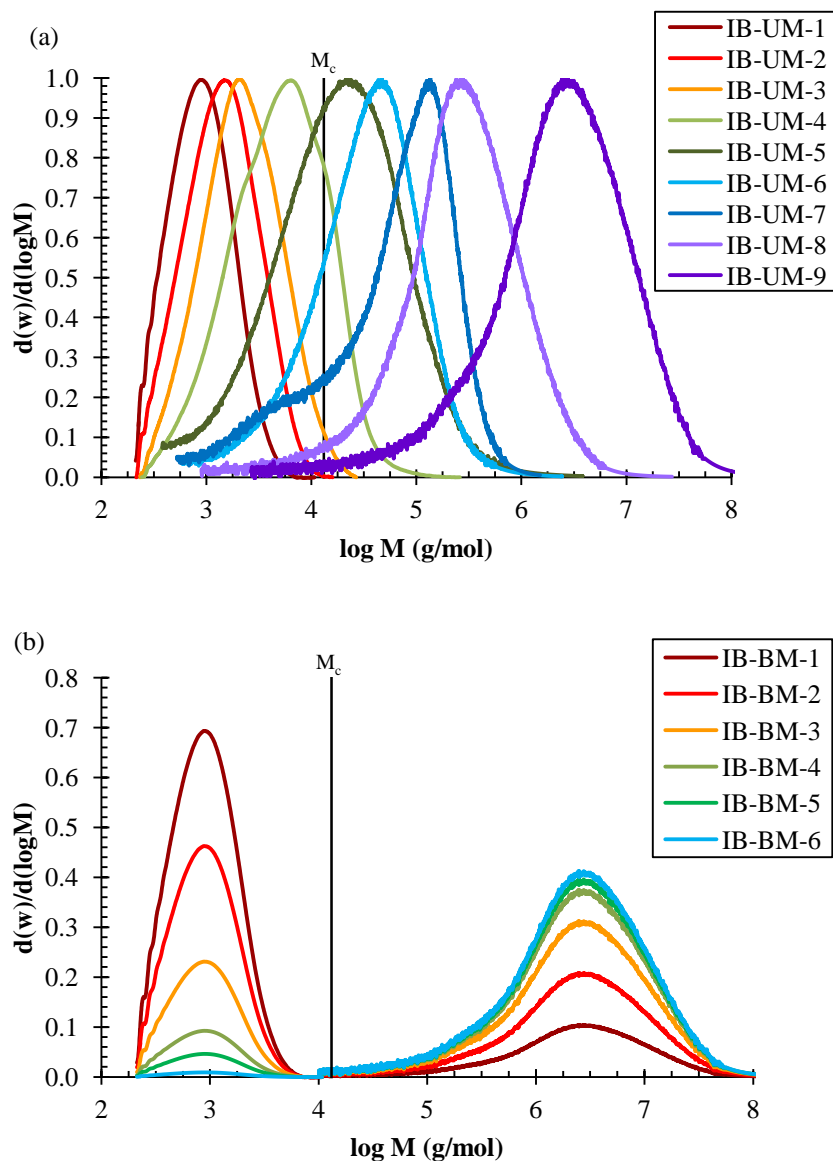 (a)
IB-UM-1
IB-UM-2
IB-UM-3
IB-UM-4
IB-UM-5
IB-UM-6
IB-UM-7
IB-UM-8
IB-UM-9
Mc
1.0
0.9
0.8
0.7
0.6
0.5
0.4
0.3
0.2
0.1
0.0
d(w)/d(logM)
2 3 4 5 6 7 8
log M (g/mol)
(b)
IB-BM-1
IB-BM-2
IB-BM-3
IB-BM-4
IB-BM-5
IB-BM-6
Mc
0.8
0.7
0.6
0.5
0.4
0.3
0.2
0.1
0.0
d(w)/d(logM)
2 3 4 5 6 7 8
log M (g/mol)